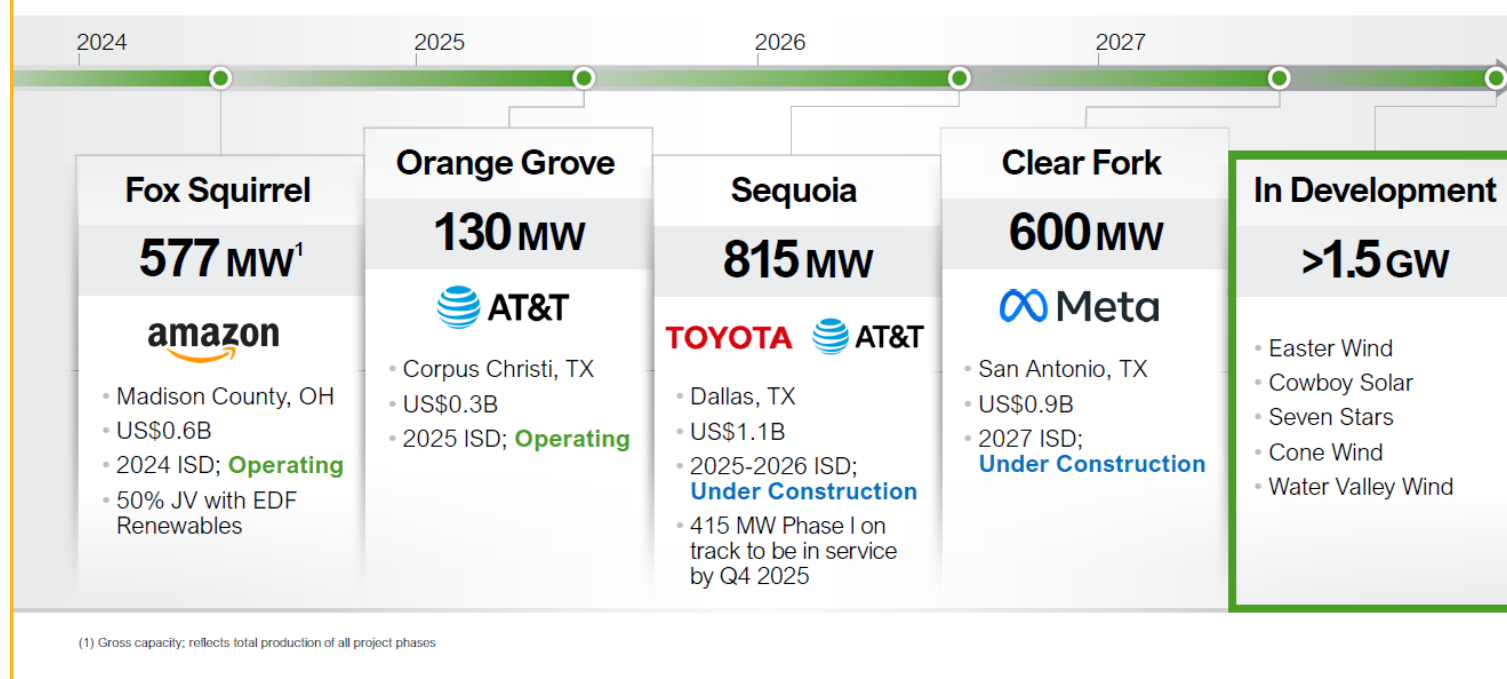 2024
2025
2026
2027
Fox Squirrel
577 MW¹
amazon
• Madison County, OH
• US$0.6B
• 2024 ISD; Operating
• 50% JV with EDF
Renewables
Orange Grove
130 MW
AT&T
• Corpus Christi, TX
• US$0.3B
• 2025 ISD; Operating
Sequoia
815 MW
TOYOTA AT&T
• Dallas, TX
• US$1.1B
• 2025-2026 ISD;
Under Construction
• 415 MW Phase I on
track to be in service
by Q4 2025
Clear Fork
600 MW
Meta
• San Antonio, TX
• US$0.9B
• 2027 ISD;
Under Construction
In Development
>1.5 GW
• Easter Wind
• Cowboy Solar
• Seven Stars
• Cone Wind
• Water Valley Wind
(1) Gross capacity; reflects total production of all project phases